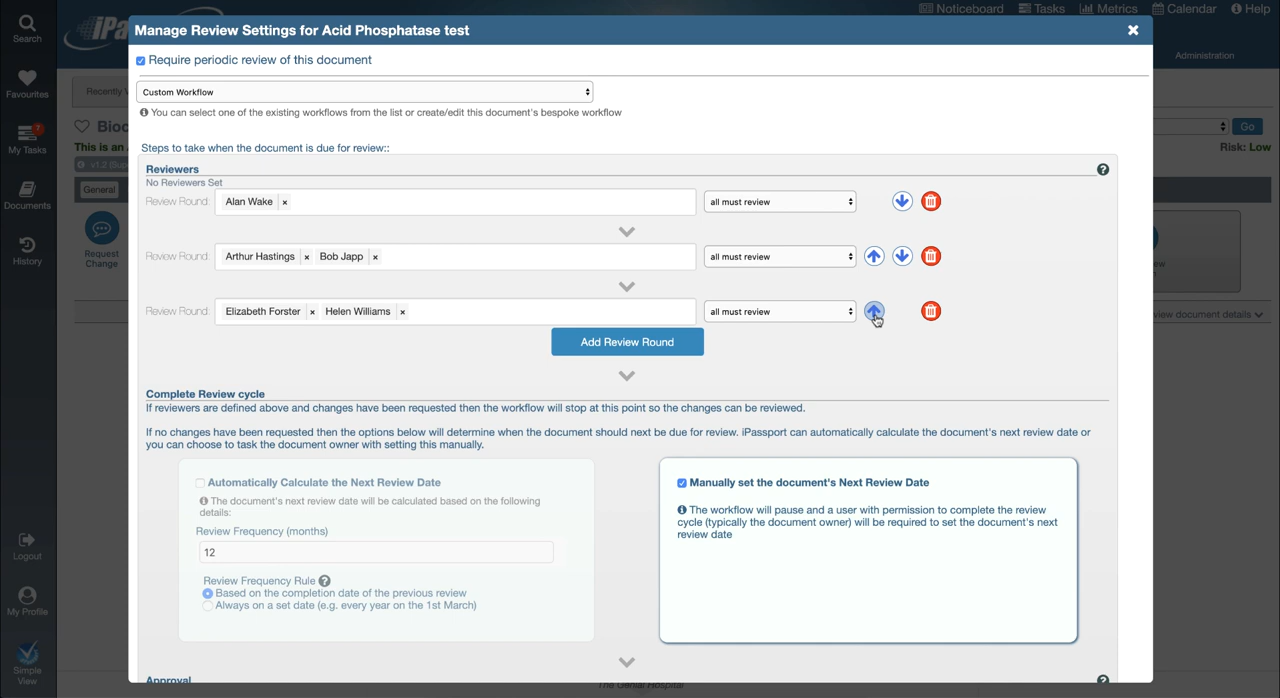 Noticeboard Tasks Metrics Calendar Help
Search
iPa
Manage Review Settings for Acid Phosphatase test
Administration
Require periodic review of this document
Favourites
Recently V
Custom Workflow
You can select one of the existing workflows from the list or create/edit this document's bespoke workflow
Bioc
Go
7
My Tasks
This is an
Risk: Low
Steps to take when the document is due for review::
v1.2 (Sup
Reviewers
No Reviewers Set
General
Documents
Review Round: Alan Wake × all must review
Request
Change
Review Round: Arthur Hastings × Bob Japp × all must review
History
Review Round: Elizabeth Forster × Helen Williams × all must review
view document details
Add Review Round
Complete Review cycle
If reviewers are defined above and changes have been requested then the workflow will stop at this point so the changes can be reviewed.
If no changes have been requested then the options below will determine when the document should next be due for review. iPassport can automatically calculate the document's next review date or
you can choose to task the document owner with setting this manually.
Automatically Calculate the Next Review Date
The document's next review date will be calculated based on the following
details:
Review Frequency (months)
12
Review Frequency Rule
Based on the completion date of the previous review
Always on a set date (e.g. every year on the 1st March)
Manually set the document's Next Review Date
The workflow will pause and a user with permission to complete the review
cycle (typically the document owner) will be required to set the document's next
review date
Logout
My Profile
Simple
View
Approval
The Genial Hospital